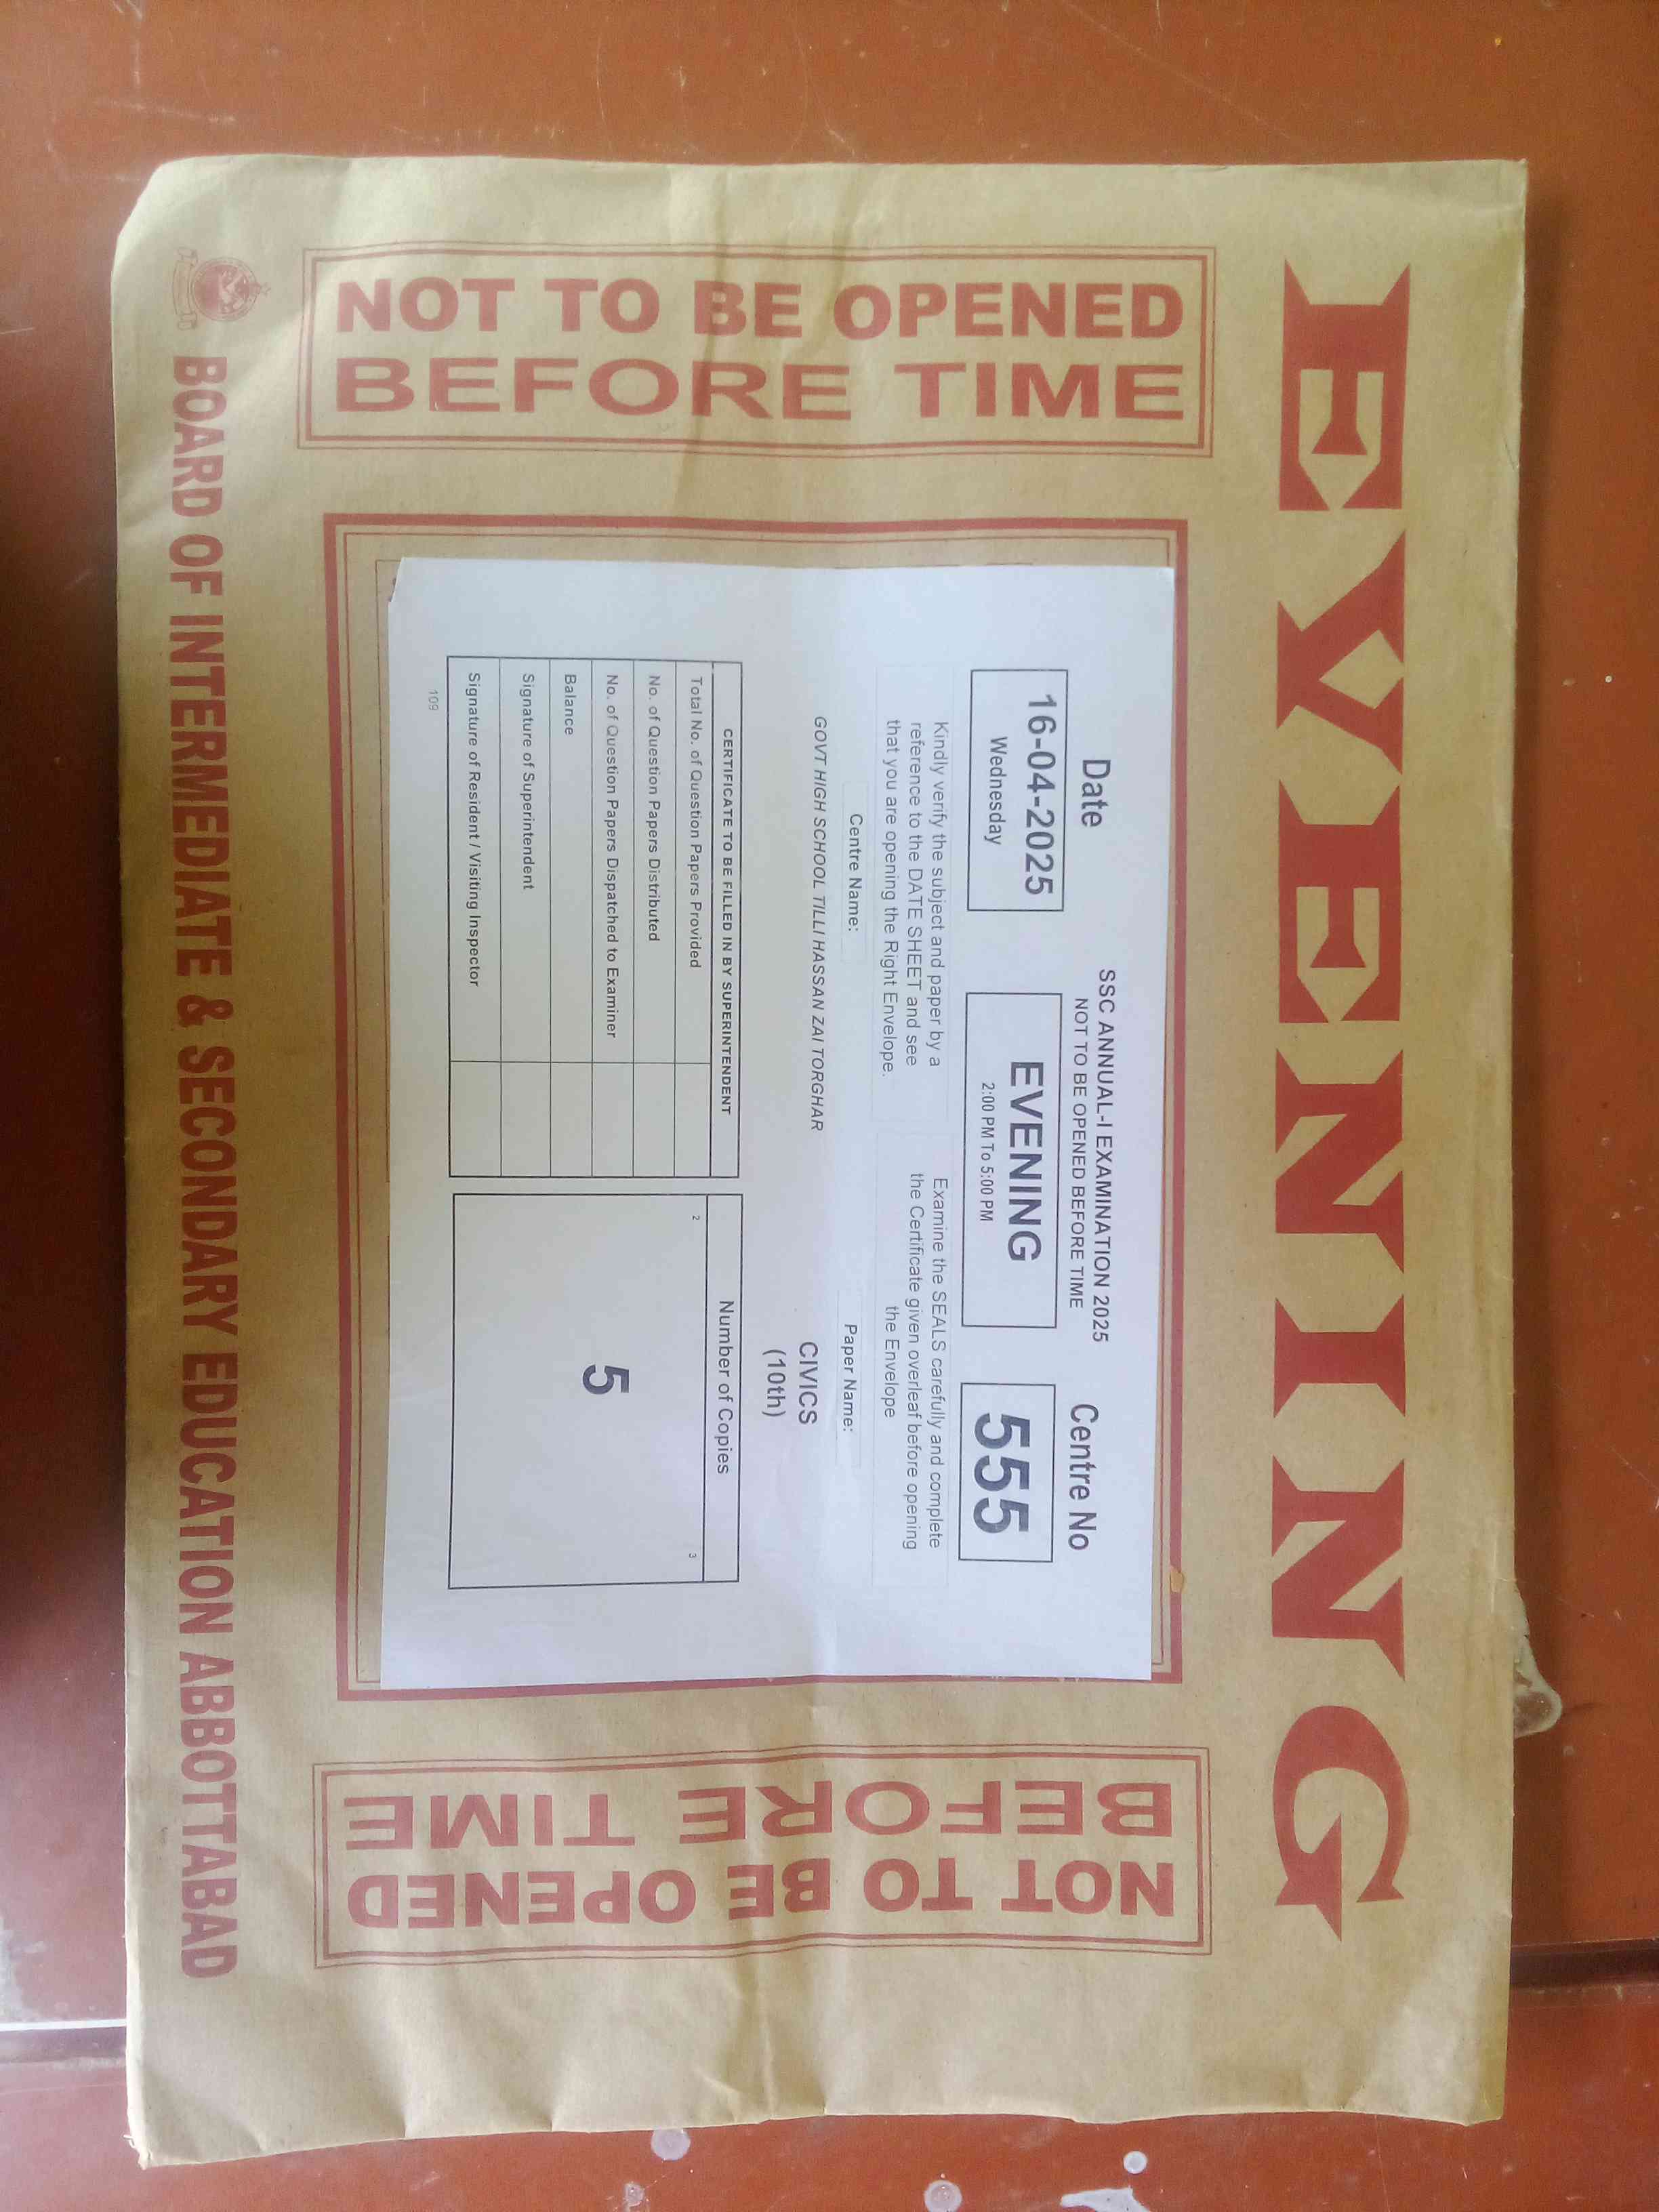 EVENING
NOT TO BE OPENED
BEFORE TIME
Date
16-04-2025
Wednesday
SSC ANNUAL-I EXAMINATION 2025
NOT TO BE OPENED BEFORE TIME
EVENING
2:00 PM To 5:00 PM
Centre No
555
Kindly verify the subject and paper by a
reference to the DATE SHEET and see
that you are opening the Right Envelope.
Examine the SEALS carefully and complete
the Certificate given overleaf before opening
the Envelope
Centre Name:
GOVT HIGH SCHOOL TILLI HASSAN ZAI TORGHAR
Paper Name:
CIVICS
(10th)
CERTIFICATE TO BE FILLED IN BY SUPERINTENDENT
Total No. of Question Papers Provided
No. of Question Papers Distributed
No. of Question Papers Dispatched to Examiner
Balance
Signature of Superintendent
Signature of Resident / Visiting Inspector
Number of Copies
2
3
5
109
NOT TO BE OPENED
BEFORE TIME
BOARD OF INTERMEDIATE & SECONDARY EDUCATION ABBOTTABAD